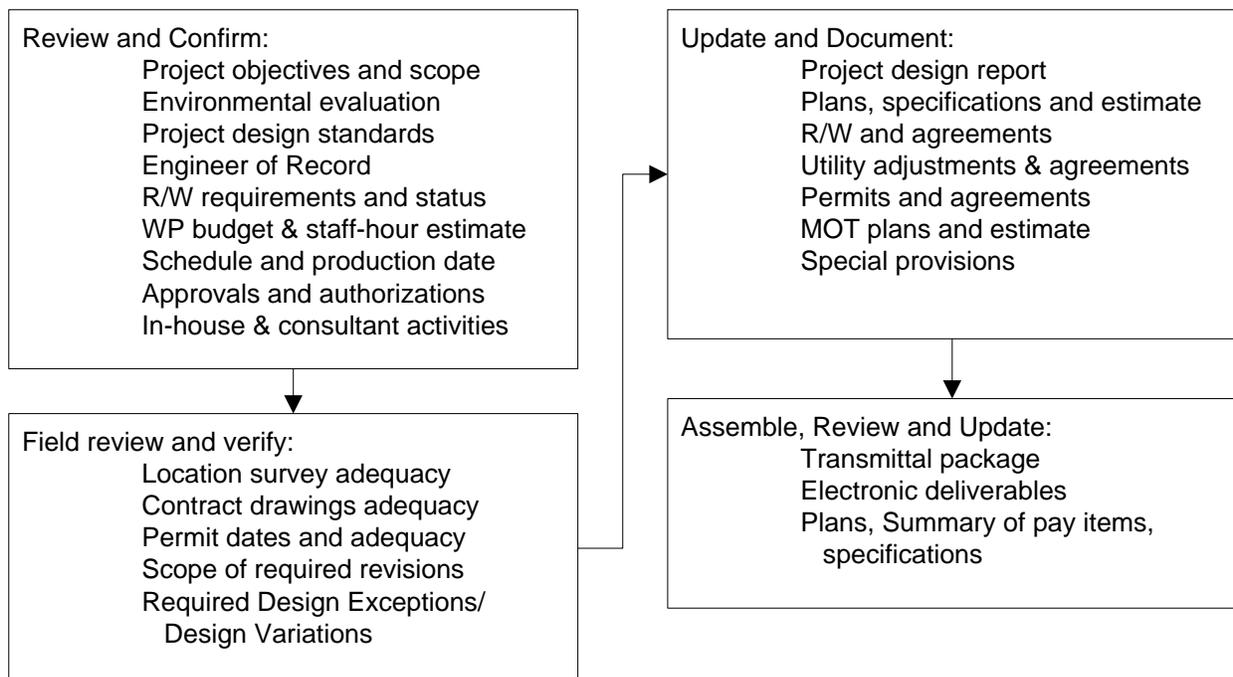 Review and Confirm:
Project objectives and scope
Environmental evaluation
Project design standards
Engineer of Record
R/W requirements and status
WP budget & staff-hour estimate
Schedule and production date
Approvals and authorizations
In-house & consultant activities
Field review and verify:
Location survey adequacy
Contract drawings adequacy
Permit dates and adequacy
Scope of required revisions
Required Design Exceptions/
Design Variations
Update and Document:
Project design report
Plans, specifications and estimate
R/W and agreements
Utility adjustments & agreements
Permits and agreements
MOT plans and estimate
Special provisions
Assemble, Review and Update:
Transmittal package
Electronic deliverables
Plans, Summary of pay items,
specifications